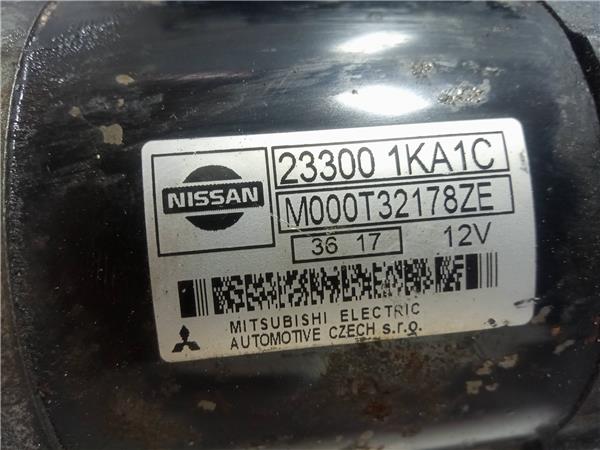 NISSAN
23300 1KA1C
M000T32178ZE
36 17
12V
MITSUBISHI ELECTRIC
AUTOMOTIVE CZECH s.r.o.